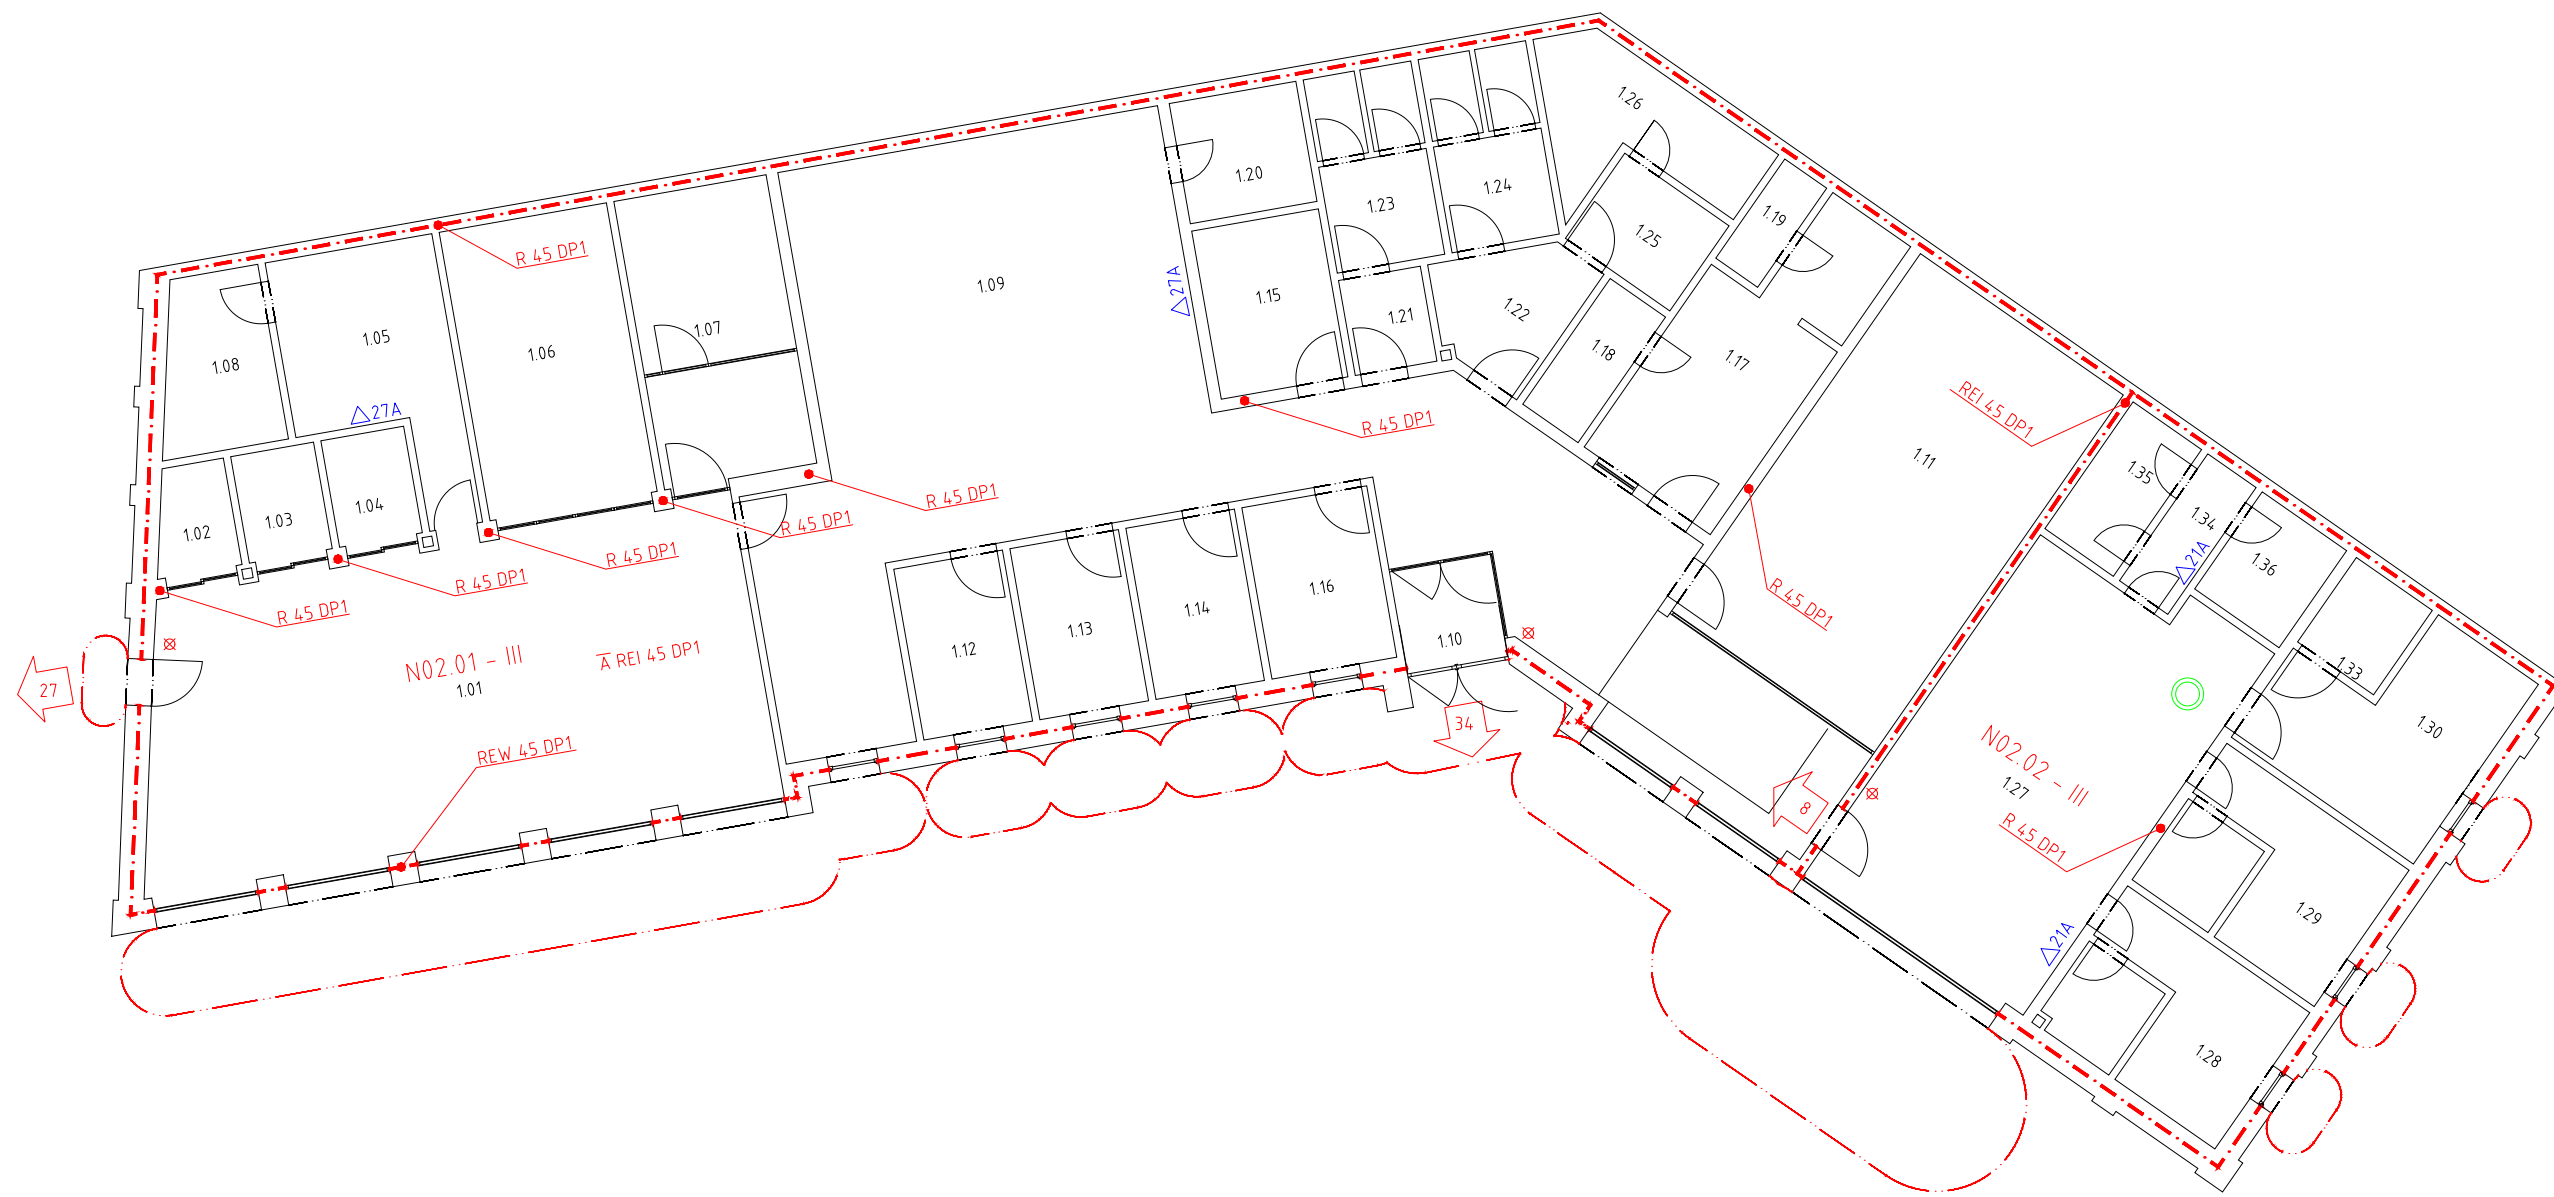 1.26
1.20
1.24
1.23
1.19
1.25
R 45 DP1
1.09
27A
1.15
1.21
1.22
1.18
1.17
1.05
1.06
1.07
1.08
27A
R 45 DP1
REI 45 DP1
1.11
1.35
1.34
1.36
21A
1.33
1.30
1.02
1.03
1.04
R 45 DP1
R 45 DP1
R 45 DP1
R 45 DP1
R 45 DP1
R 45 DP1
1.12
1.13
1.14
1.16
1.10
27
N02.01 - III
1.01
A REI 45 DP1
REW 45 DP1
34
8
N02.02 - III
1.27
R 45 DP1
21A
1.29
1.28